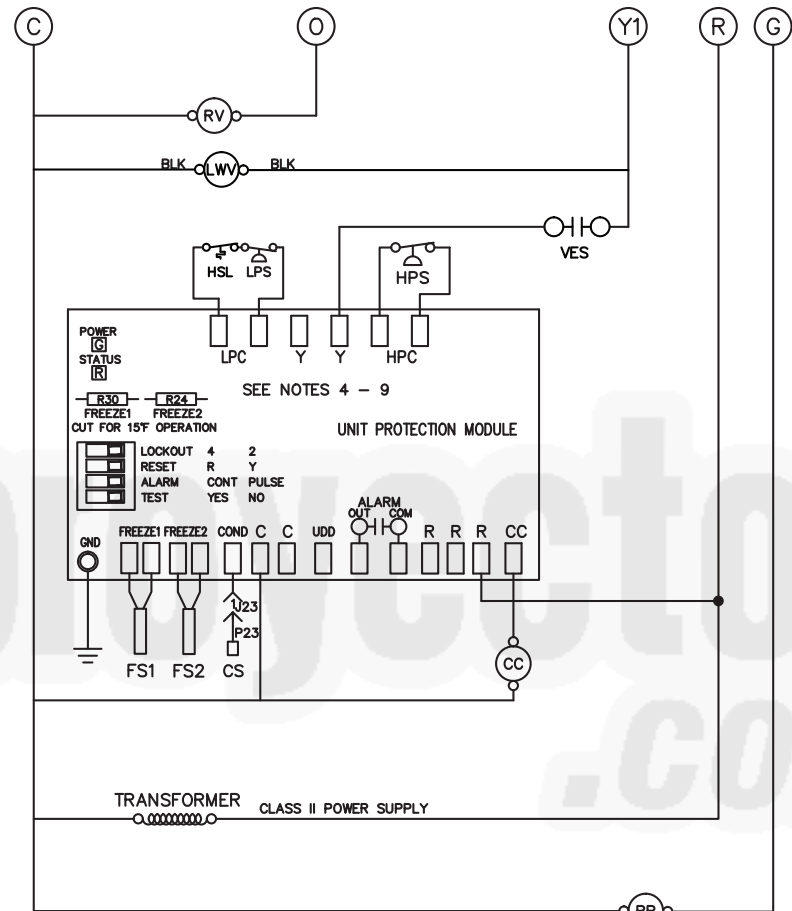 C O Y1 R G
RV
BLK LWV BLK
VES
HSL LPS
HPS
POWER
G
STATUS
R
LPC Y Y HPC
SEE NOTES 4 - 9
R30 R24
FREEZE1 FREEZE2
CUT FOR 15°F OPERATION
UNIT PROTECTION MODULE
LOCKOUT 4 2
RESET R Y
ALARM CONT PULSE
TEST YES NO
ALARM
OUT COM
GND FREEZE1 FREEZE2 COND C C UDD R R R CC
1 J23
P23
FS1 FS2 CS
CC
TRANSFORMER CLASS II POWER SUPPLY
proyecto
.co